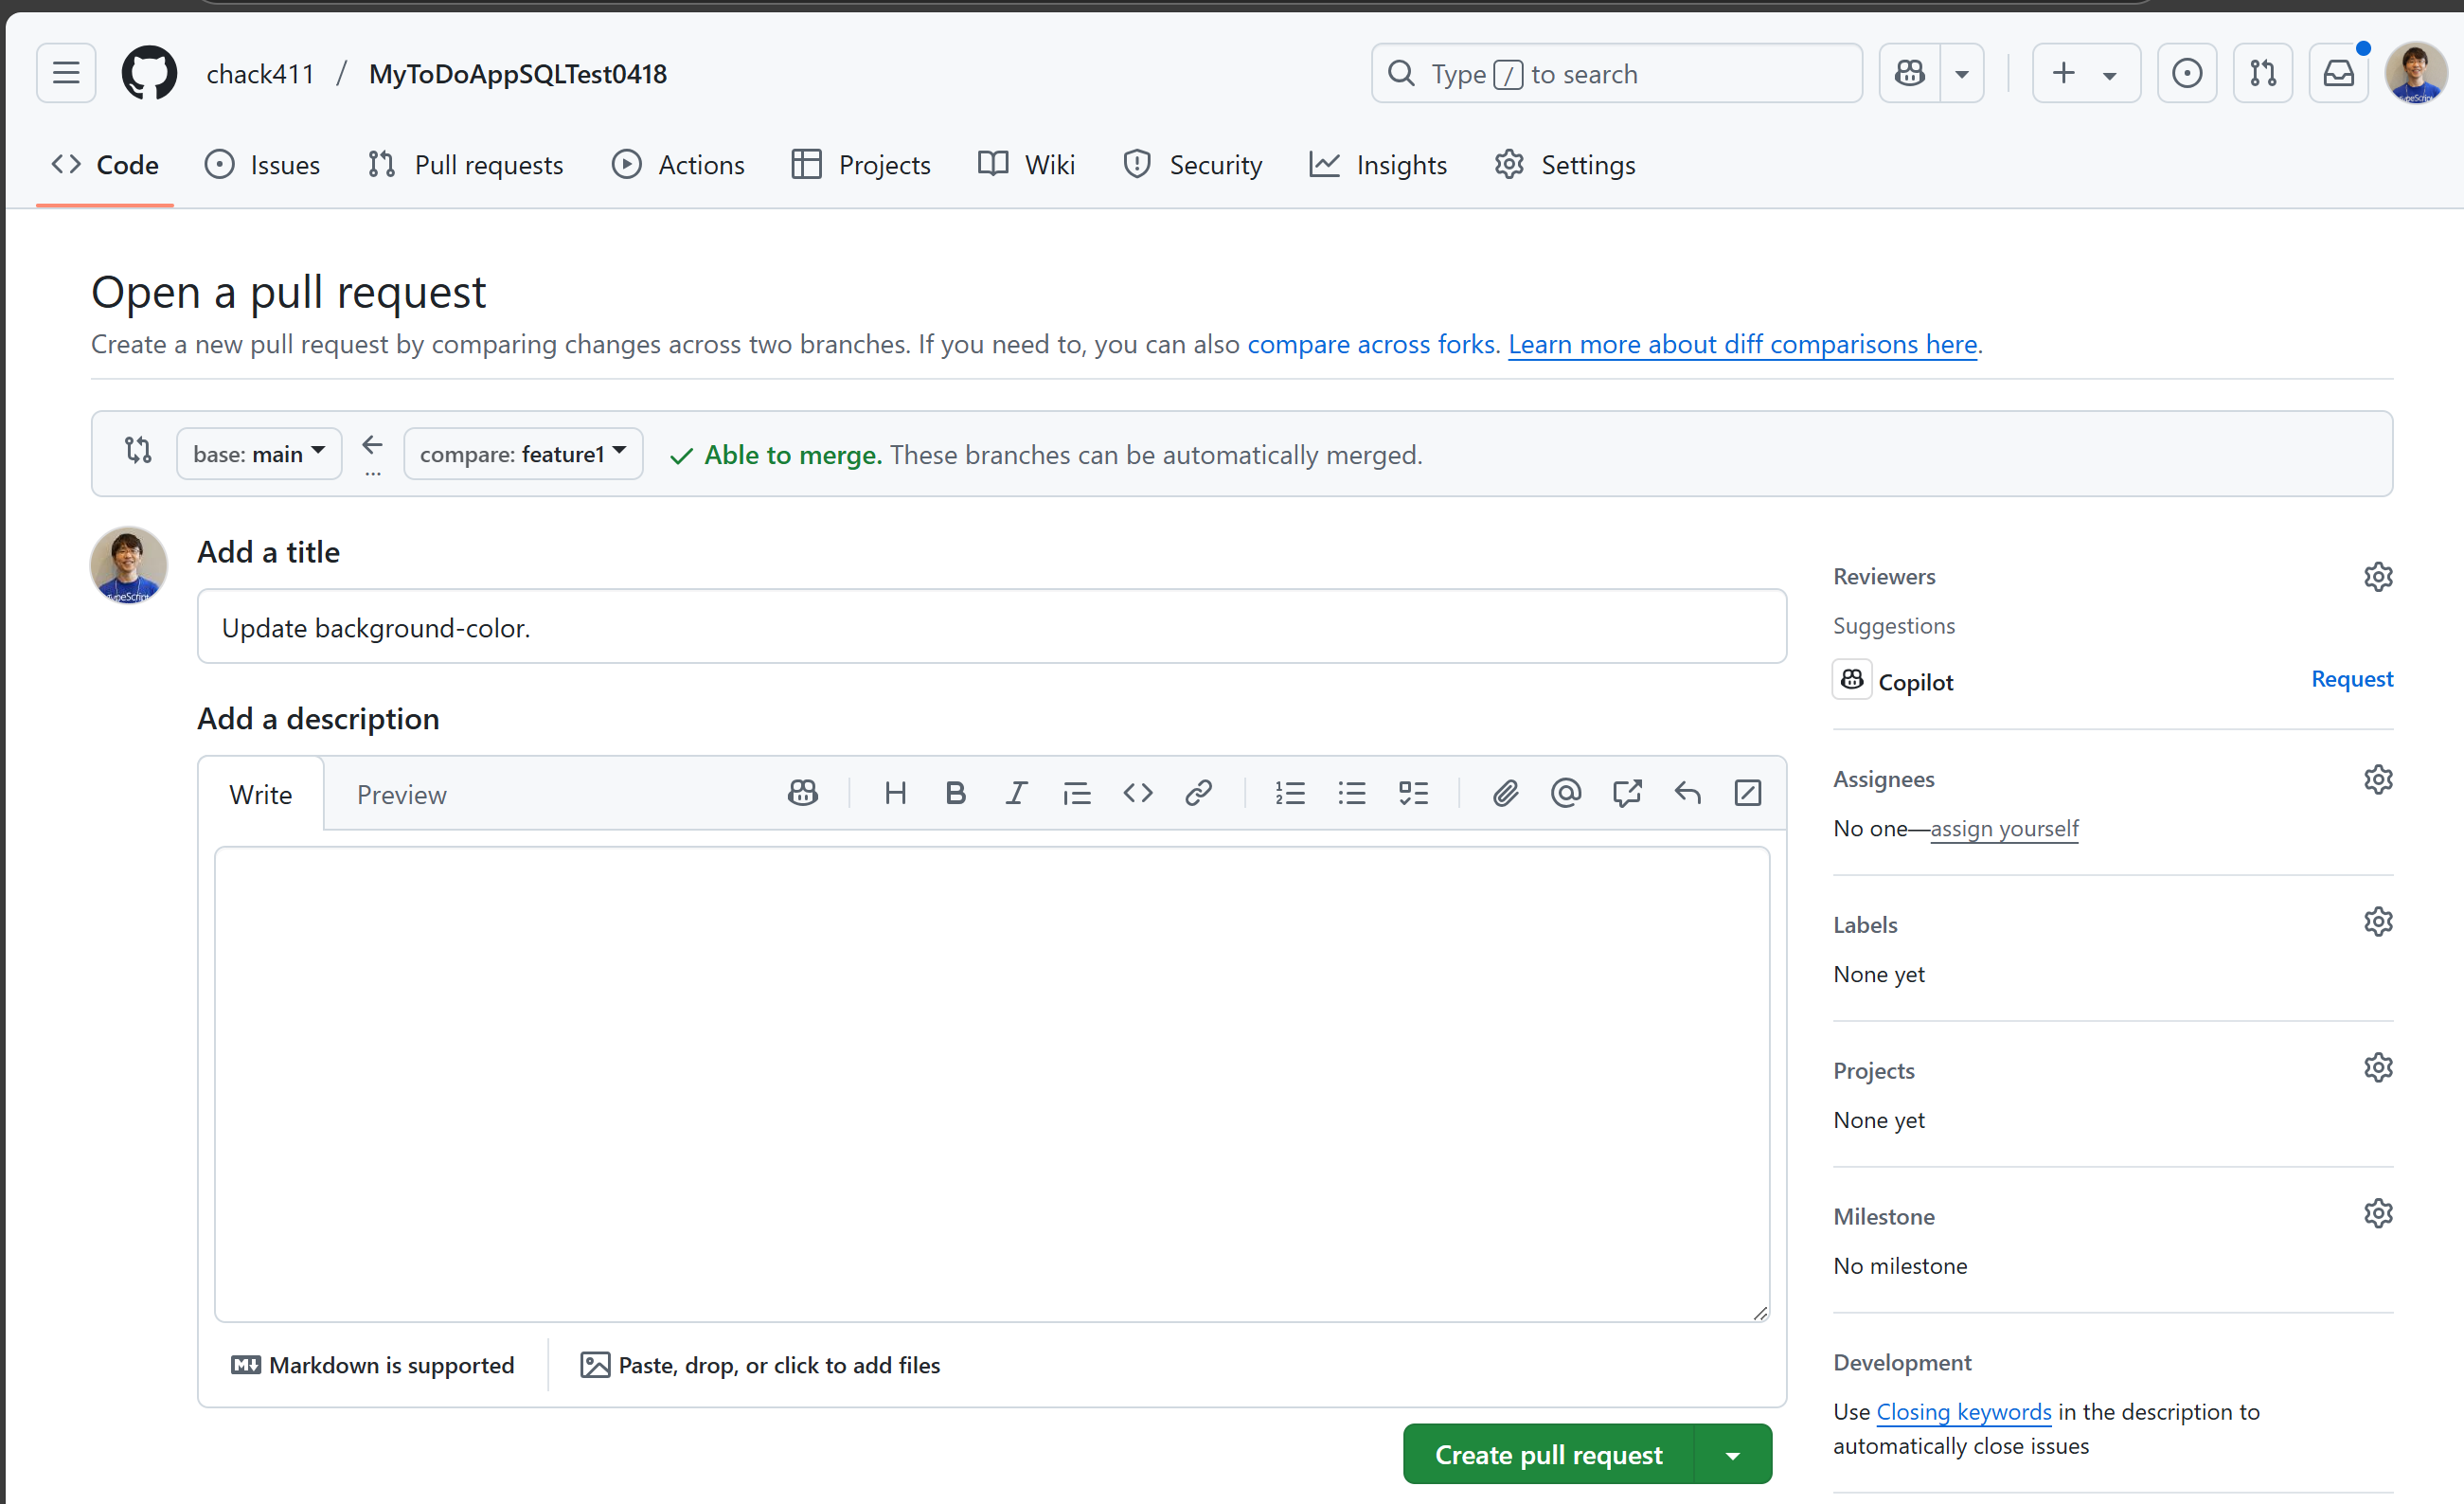 chack411 / MyToDoAppSQLTest0418
Type / to search
Code Issues Pull requests Actions Projects Wiki Security Insights Settings
Open a pull request
Create a new pull request by comparing changes across two branches. If you need to, you can also compare across forks. Learn more about diff comparisons here.
base: main ... compare: feature1 Able to merge. These branches can be automatically merged.
Add a title
Update background-color.
Add a description
Write Preview
Markdown is supported
Paste, drop, or click to add files
Create pull request
Reviewers
Suggestions
Copilot Request
Assignees
No one—assign yourself
Labels
None yet
Projects
None yet
Milestone
No milestone
Development
Use Closing keywords in the description to
automatically close issues